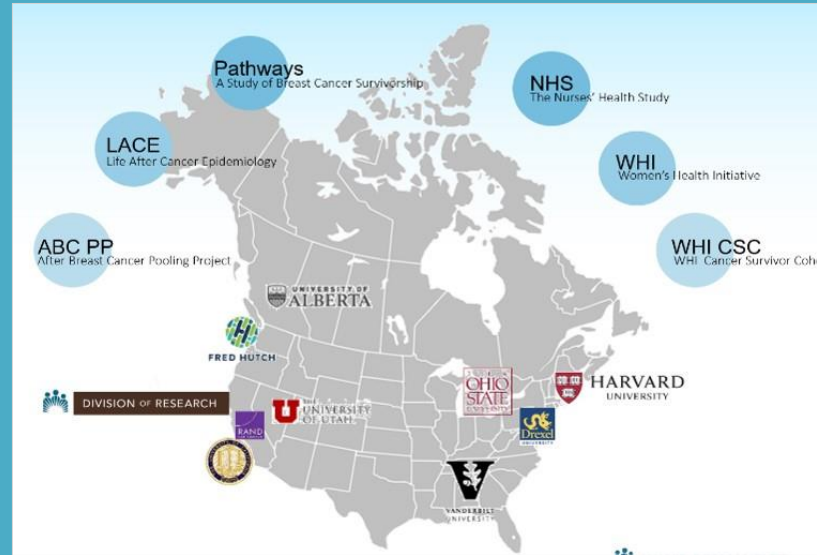 Pathways
A Study of Breast Cancer Survivorship
NHS
The Nurses' Health Study
LACE
Life After Cancer Epidemiology
WHI
Women's Health Initiative
ABC PP
After Breast Cancer Pooling Project
WHI CSC
WHI Cancer Survivor Coho
UNIVERSITY OF
ALBERTA
H
FRED HUTCH
DIVISION OF RESEARCH
RAND
U
UNIVERSITY
OF UTAH
THE
OHIO
STATE
UNIVERSITY
HARVARD
UNIVERSITY
Drexel
UNIVERSITY
V
VANDERBILT
UNIVERSITY